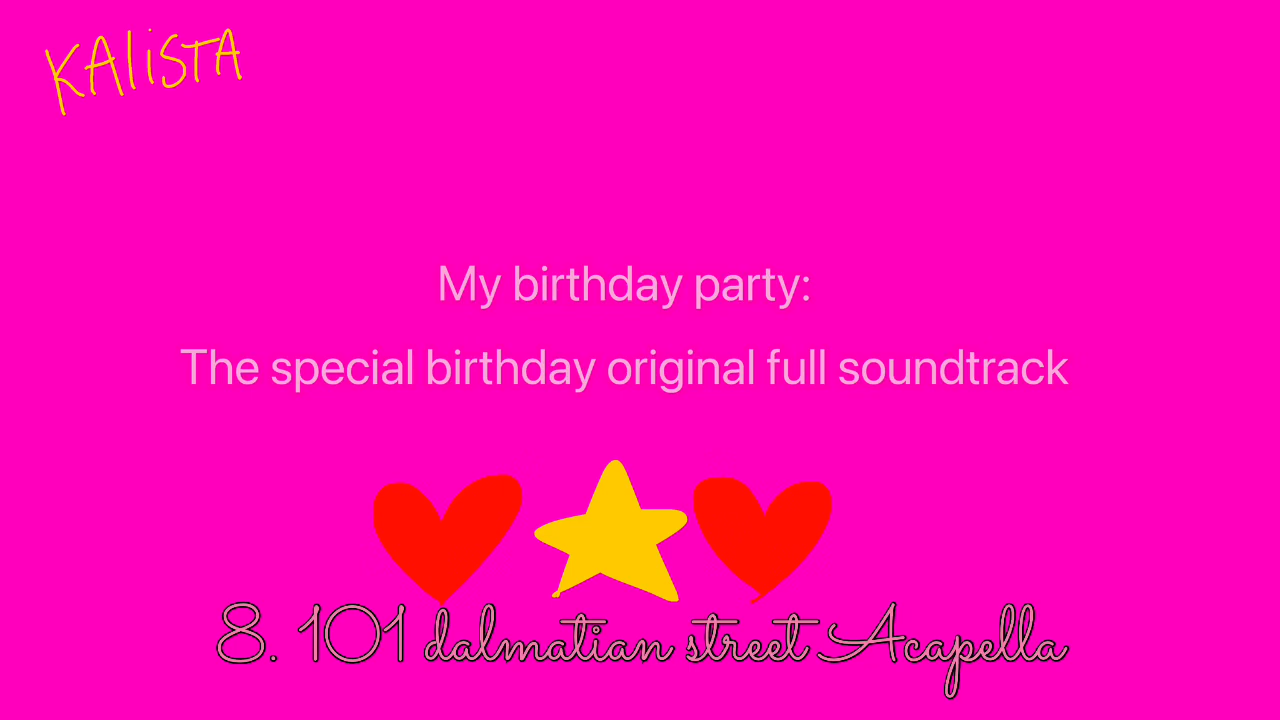 KALiSTA
My birthday party:
The special birthday original full soundtrack
8. 101 dalmatian street Acapella